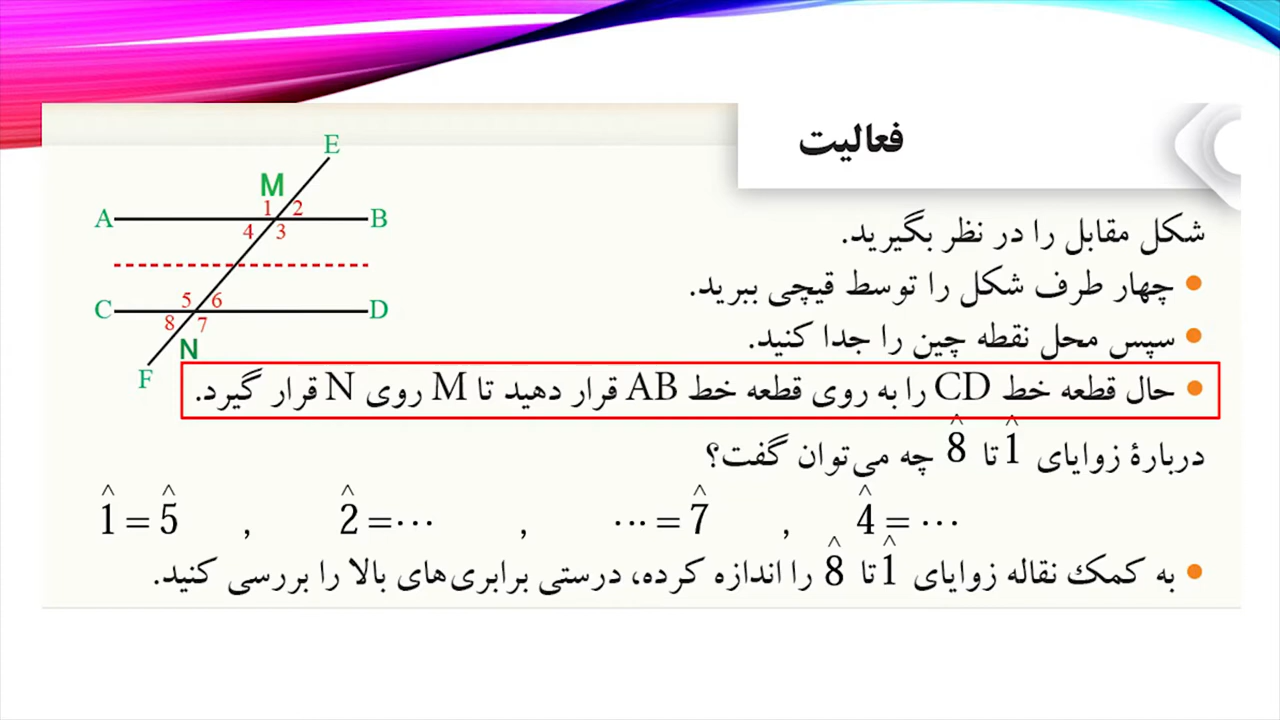 فعالیت
E
M
A 1 2 B
4 3
5 6
C D
8 7
N
F
شکل مقابل را در نظر بگیرید.
• چهار طرف شکل را توسط قیچی ببرید.
• سپس محل نقطه چین را جدا کنید.
• حال قطعه خط CD را به روی قطعه خط AB قرار دهید تا M روی N قرار گیرد.
دربارهٔ زوایای 1̂ تا 8̂ چه می‌توان گفت؟
1̂ = 5̂ , 2̂ =⋯ , ⋯ = 7̂ , 4̂ = ⋯
• به کمک نقاله زوایای 1̂ تا 8̂ را اندازه کرده، درستی برابری‌های بالا را بررسی کنید.